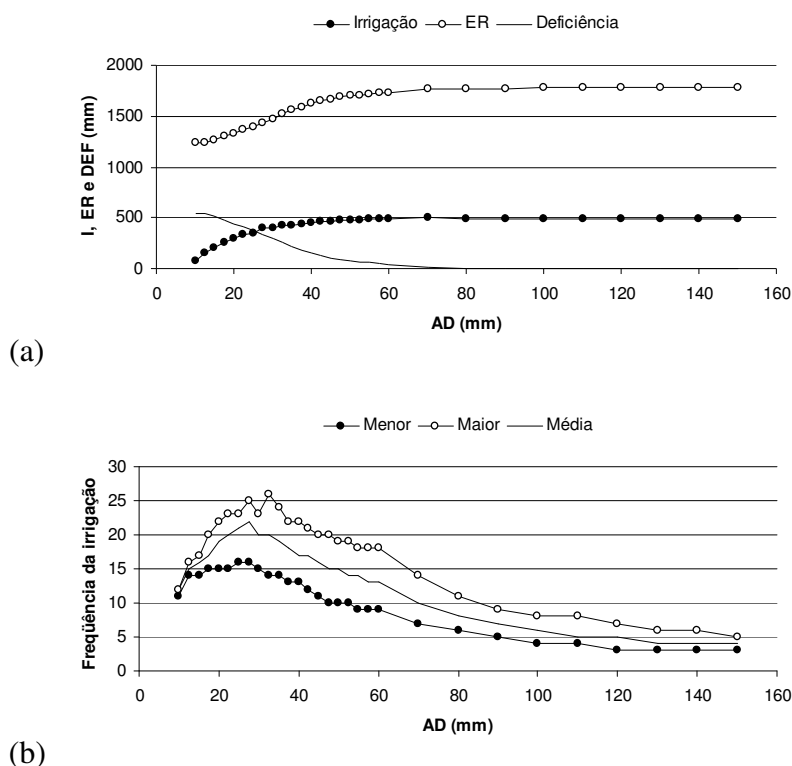 Irrigação ER Deficiência
2000
1500
1000
500
0
I, ER e DEF (mm)
0 20 40 60 80 100 120 140 160
AD (mm)
(a)
Menor Maior Média
30
25
20
15
10
5
0
Freqüência da irrigação
0 20 40 60 80 100 120 140 160
AD (mm)
(b)